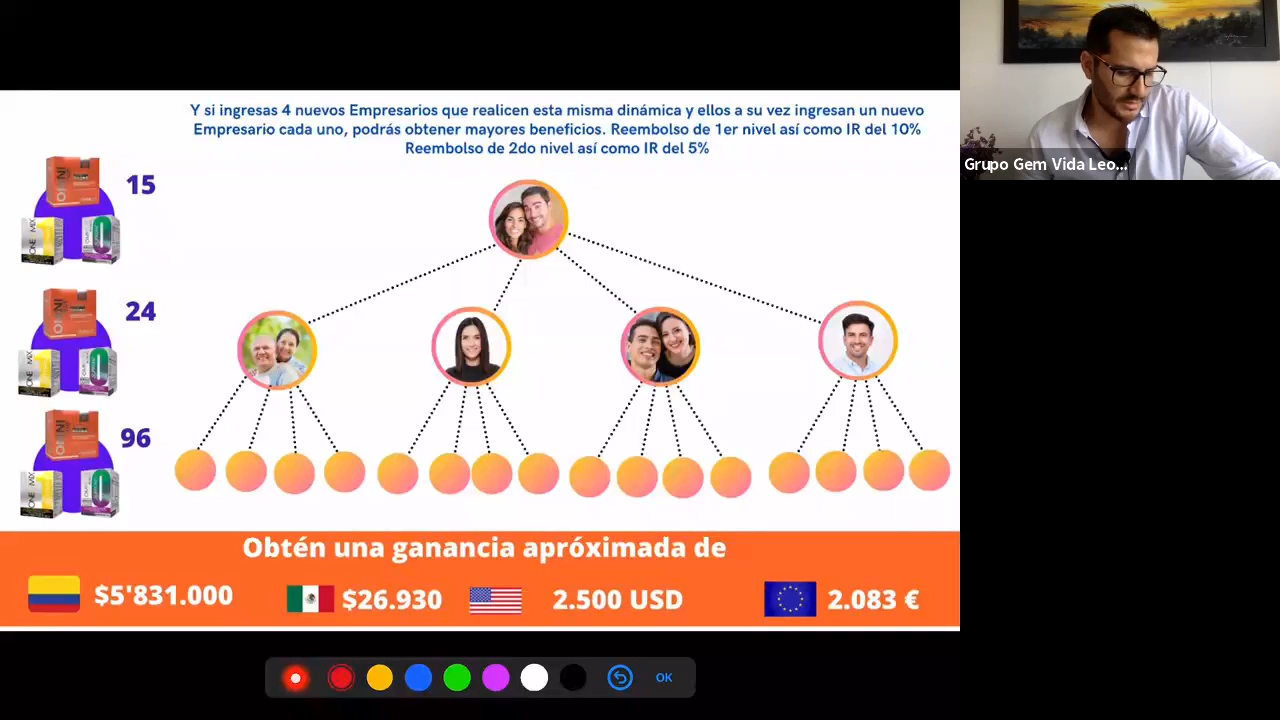 Y si ingresas 4 nuevos Empresarios que realicen esta misma dinámica y ellos a su vez ingresan un nuevo
Empresario cada uno, podrás obtener mayores beneficios. Reembolso de 1er nivel así como IR del 10%
Reembolso de 2do nivel así como IR del 5%
Grupo Gem Vida Leo...
15
24
96
Obtén una ganancia apróximada de
$5'831.000
$26.930
2.500 USD
2.083 €
OK